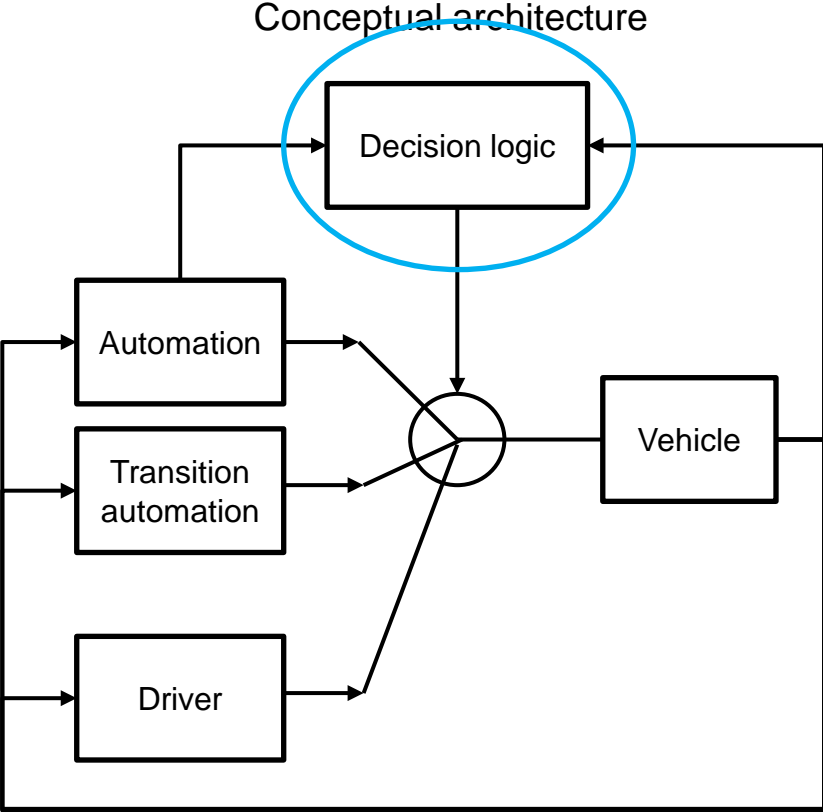 Conceptual architecture
Decision logic
Automation
Transition
automation
Vehicle
Driver